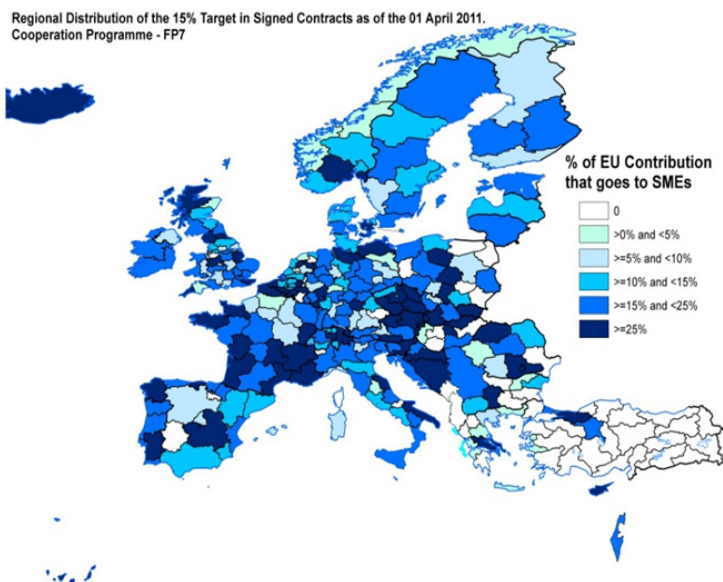 Regional Distribution of the 15% Target in Signed Contracts as of the 01 April 2011.
Cooperation Programme - FP7
% of EU Contribution
that goes to SMEs
0
>0% and <5%
>=5% and <10%
>=10% and <15%
>=15% and <25%
>=25%